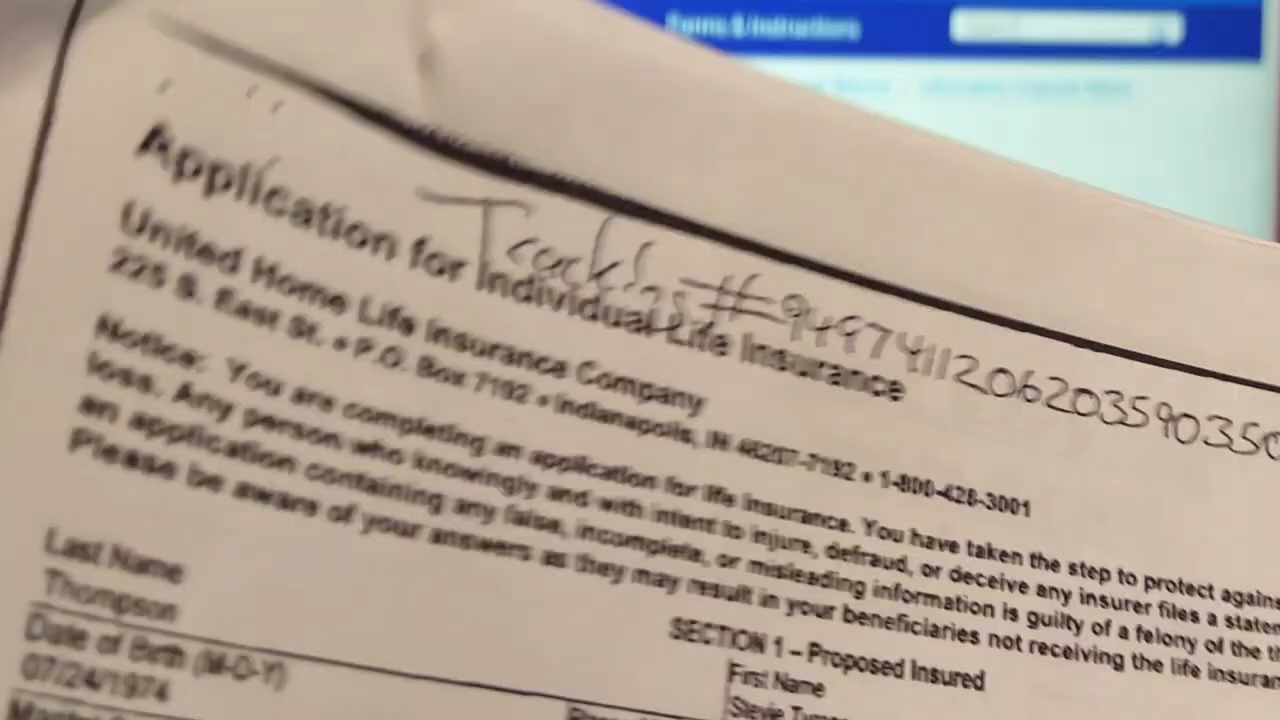 Forms & Instructions
Tracking #9497411120620359035
Application for Individual Life Insurance
United Home Life Insurance Company
225 S. East St. • P.O. Box 7192 • Indianapolis, IN 46207-7192 • 1-800-428-3001
Notice: You are completing an application for life insurance. You have taken the step to protect agains
loss. Any person who knowingly and with intent to injure, defraud, or deceive any insurer files a statem
an application containing any false, incomplete, or misleading information is guilty of a felony of the th
Please be aware of your answers as they may result in your beneficiaries not receiving the life insuran
SECTION 1 – Proposed Insured
Last Name
Thompson
First Name
Stevie
Date of Birth (M-D-Y)
07/24/1974